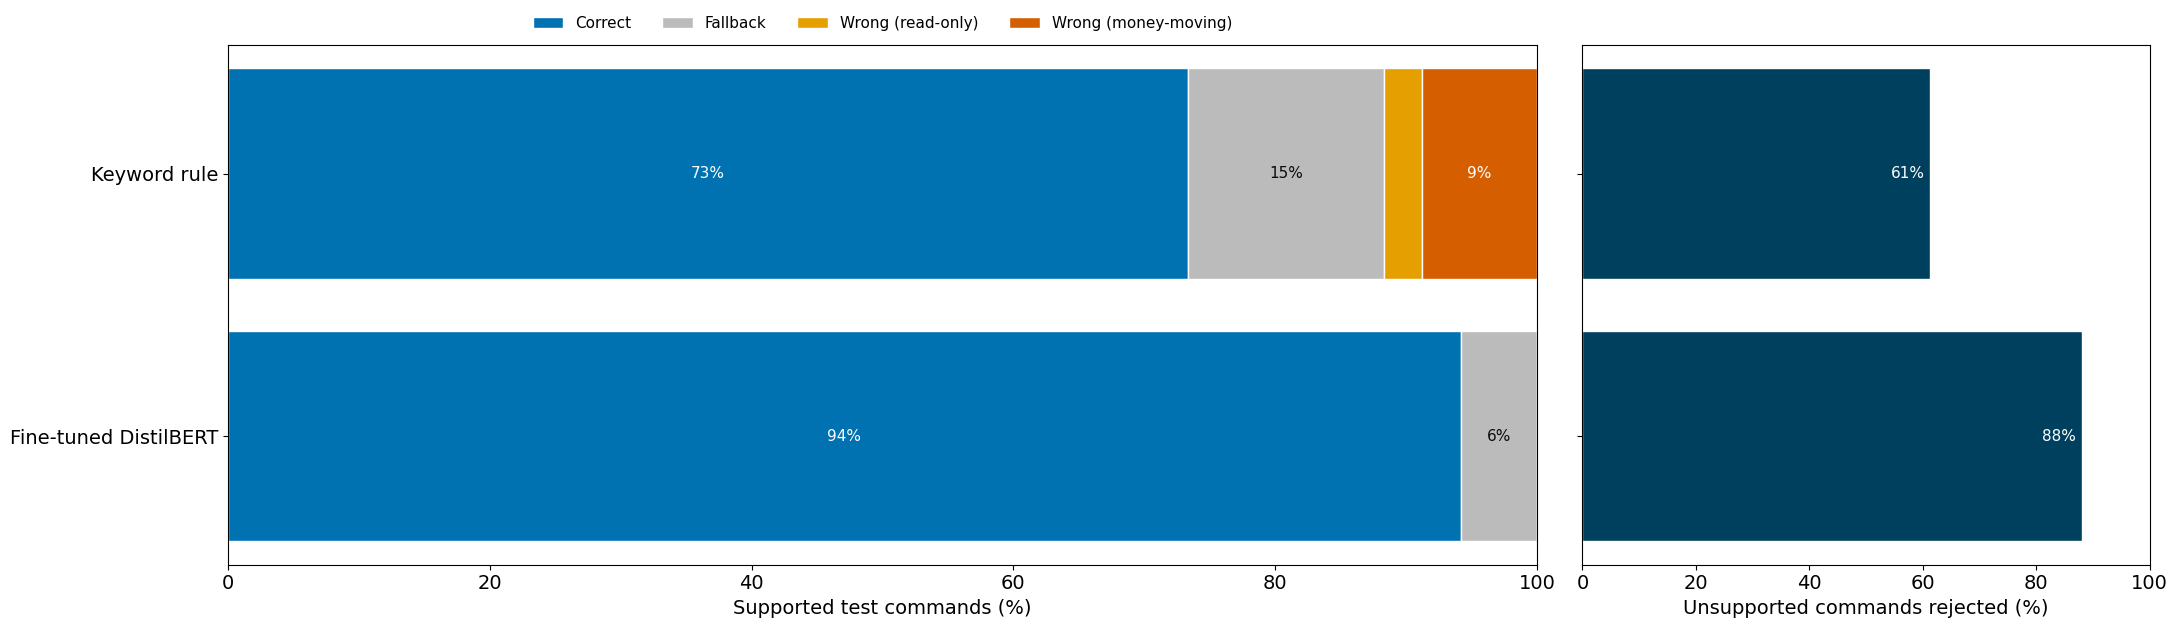 Correct Fallback Wrong (read-only) Wrong (money-moving)
Keyword rule 73% 15% 9% 61%
Fine-tuned DistilBERT 94% 6% 88%
0 20 40 60 80 100 0 20 40 60 80 100
Supported test commands (%) Unsupported commands rejected (%)